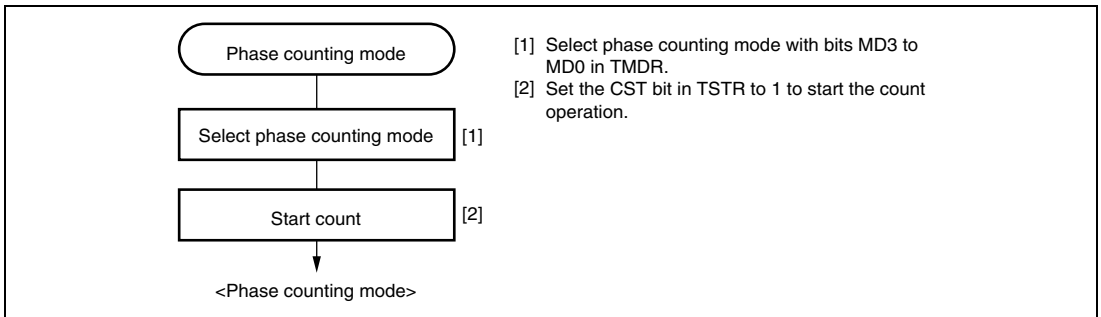 Phase counting mode
Select phase counting mode
[1]
Start count
[2]
<Phase counting mode>
[1] Select phase counting mode with bits MD3 to
MD0 in TMDR.
[2] Set the CST bit in TSTR to 1 to start the count
operation.